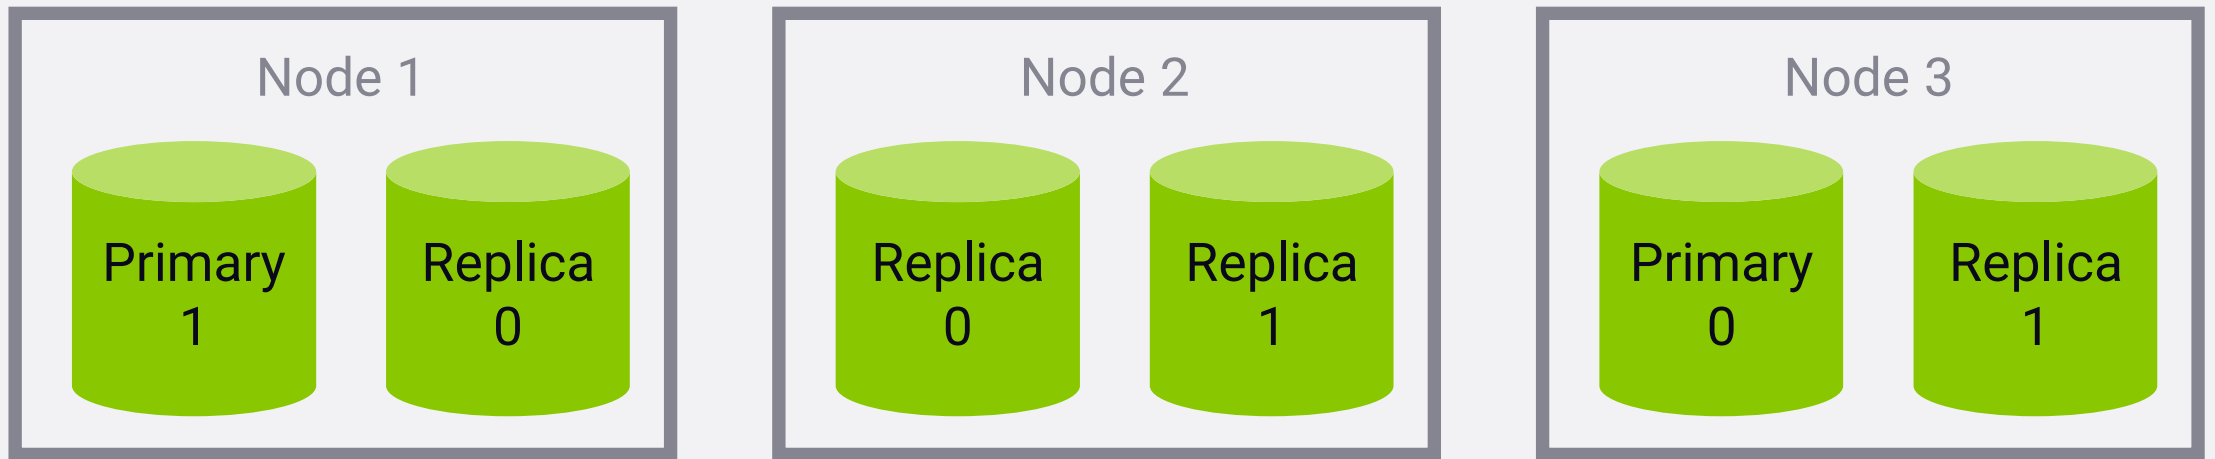 Node 1
Primary
1
Replica
0
Node 2
Replica
0
Replica
1
Node 3
Primary
0
Replica
1